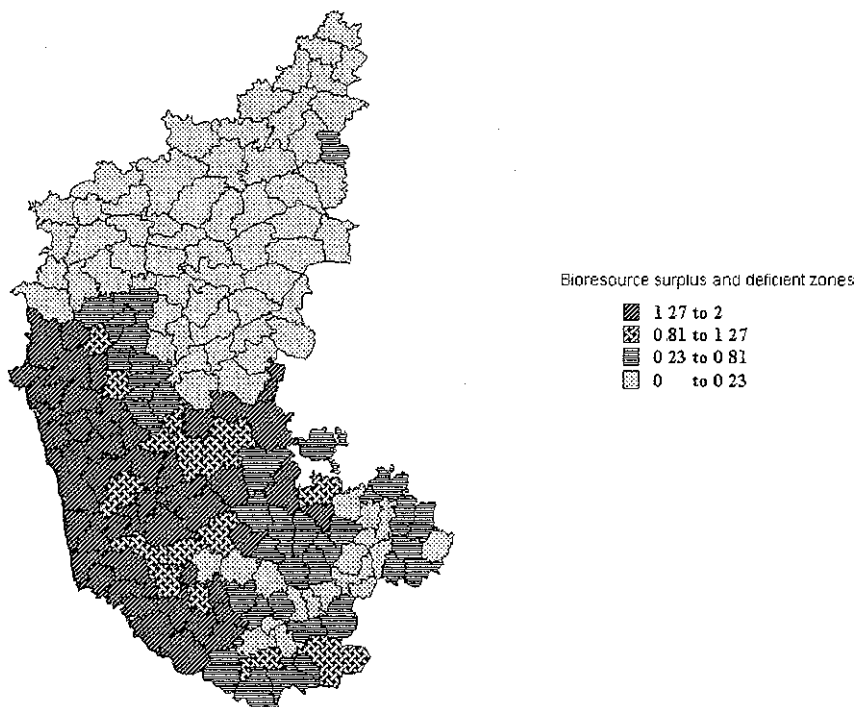 Bioresource surplus and deficient zones
1 27 to 2
0.81 to 1 27
0 23 to 0 81
0 to 0 23